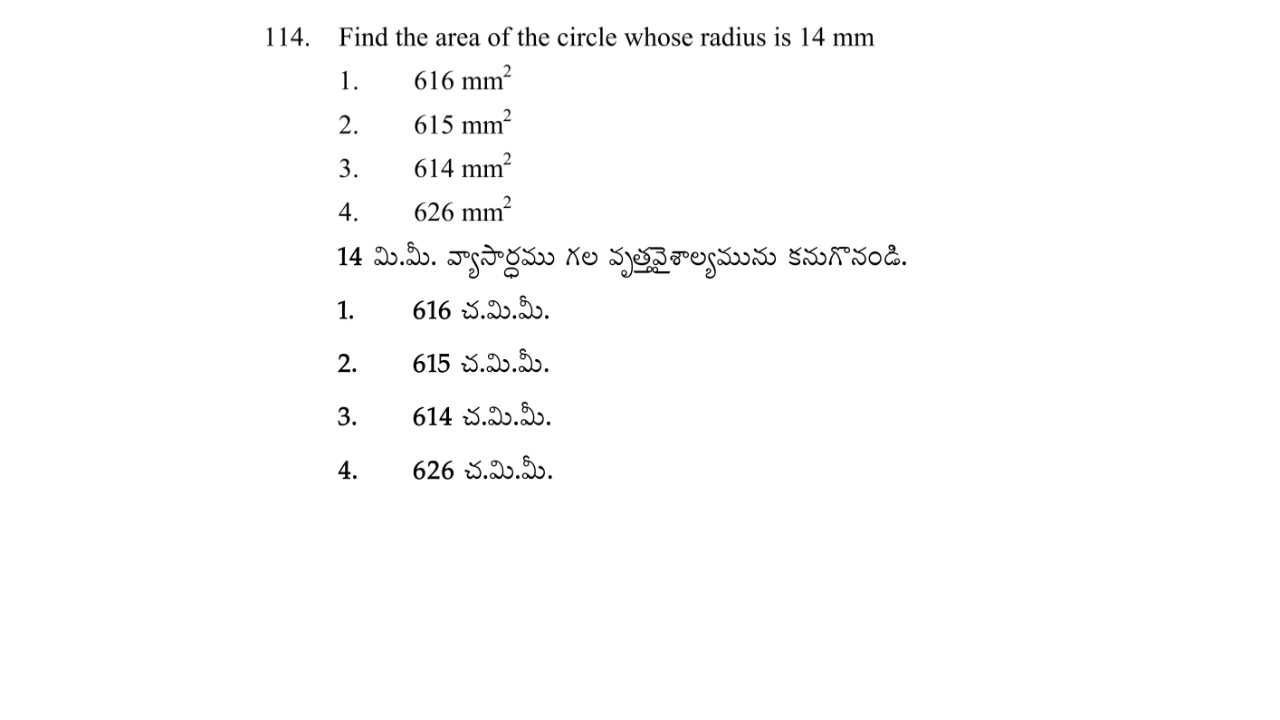 114. Find the area of the circle whose radius is 14 mm
1. 616 mm²
2. 615 mm²
3. 614 mm²
4. 626 mm²
14 మి.మీ. వ్యాసార్ధము గల వృత్తవైశాల్యమును కనుగొనండి.
1. 616 చ.మి.మీ.
2. 615 చ.మి.మీ.
3. 614 చ.మి.మీ.
4. 626 చ.మి.మీ.